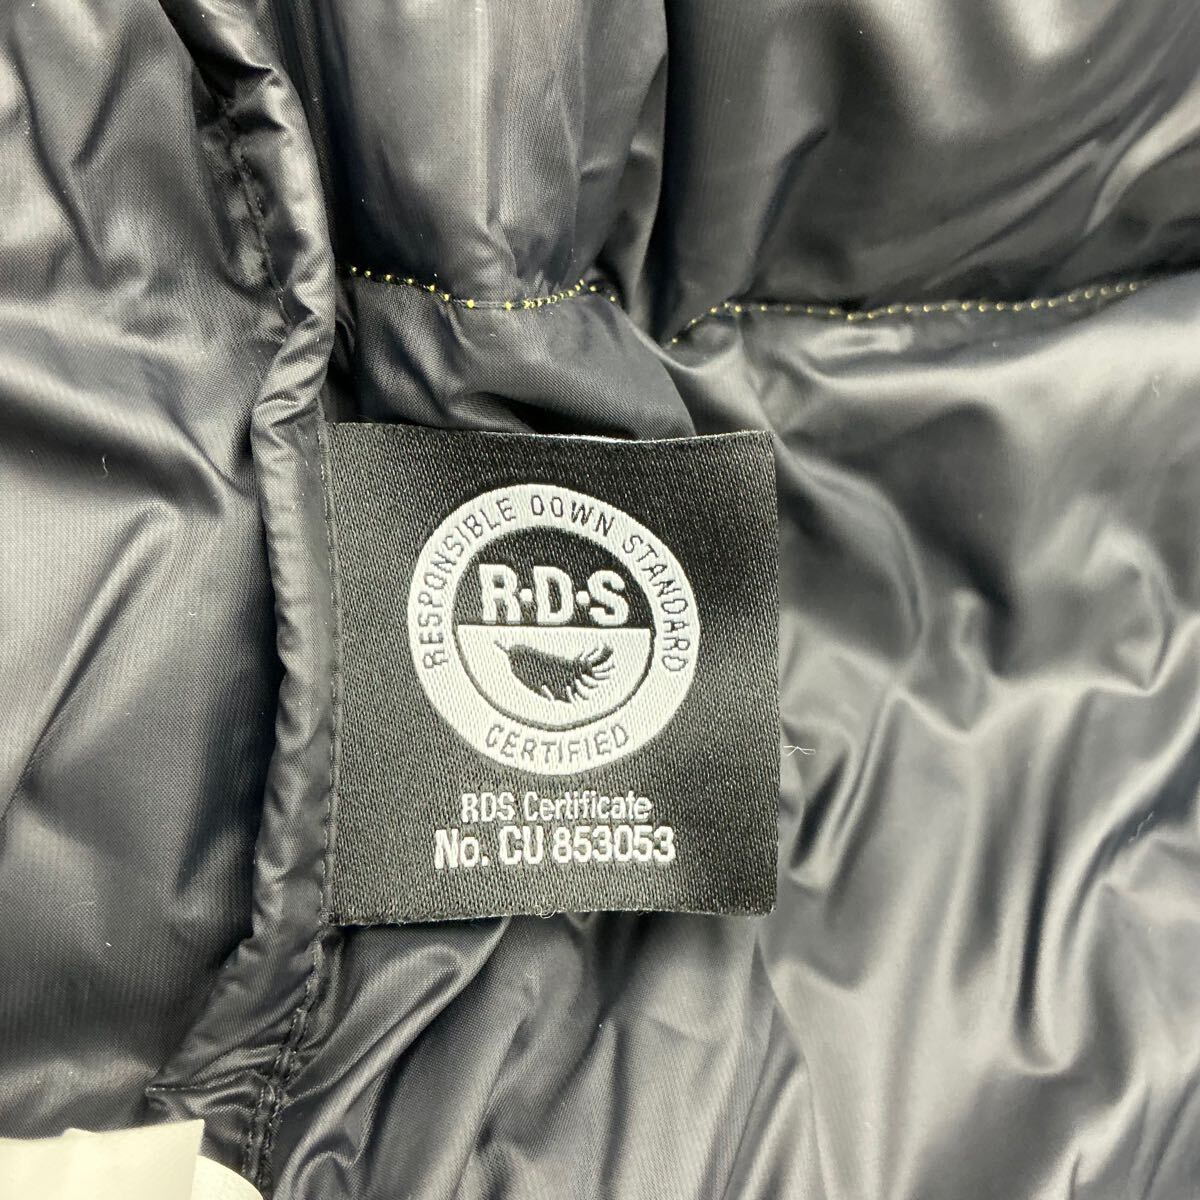 RESPONSIBLE DOWN STANDARD
R·D·S
CERTIFIED
RDS Certificate
No. CU 853053